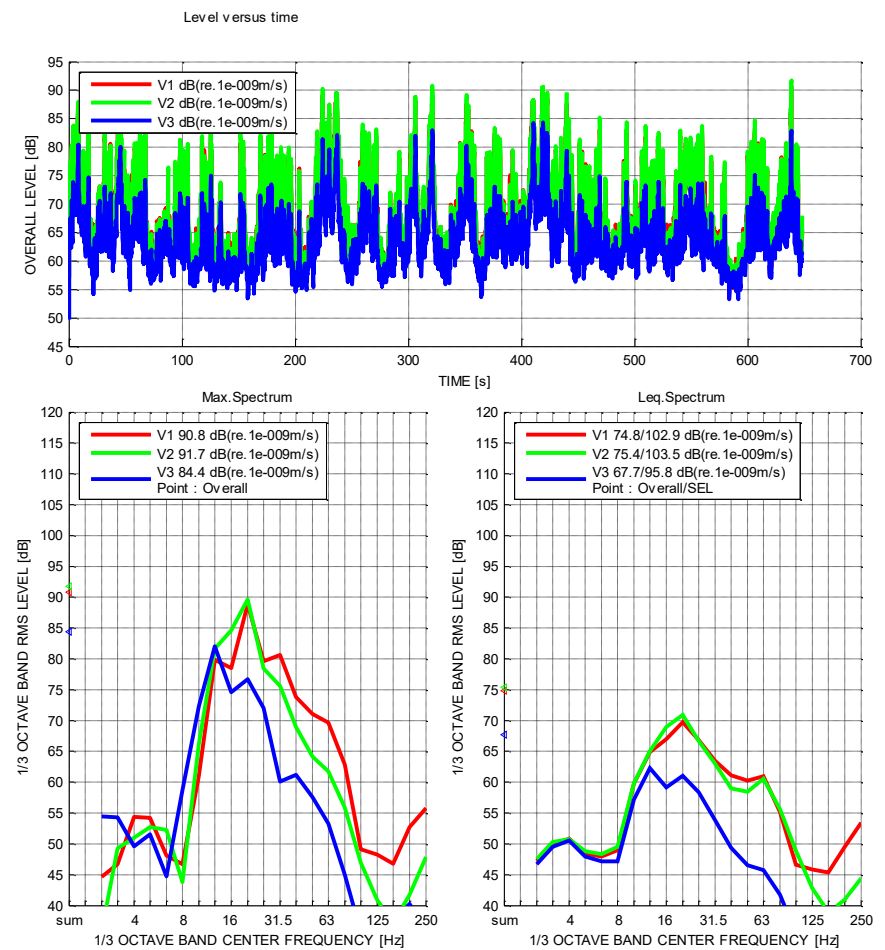 Level versus time
95
90
85
80
75
70
65
60
55
50
45
OVERALL LEVEL [dB]
V1 dB(re.1e-009m/s)
V2 dB(re.1e-009m/s)
V3 dB(re.1e-009m/s)
0 100 200 300 400 500 600 700
TIME [s]
Max.Spectrum
120
115
110
105
100
95
90
85
80
75
70
65
60
55
50
45
40
1/3 OCTAVE BAND RMS LEVEL [dB]
V1 90.8 dB(re.1e-009m/s)
V2 91.7 dB(re.1e-009m/s)
V3 84.4 dB(re.1e-009m/s)
Point : Overall
sum 4 8 16 31.5 63 125 250
1/3 OCTAVE BAND CENTER FREQUENCY [Hz]
Leq.Spectrum
120
115
110
105
100
95
90
85
80
75
70
65
60
55
50
45
40
1/3 OCTAVE BAND RMS LEVEL [dB]
V1 74.8/102.9 dB(re.1e-009m/s)
V2 75.4/103.5 dB(re.1e-009m/s)
V3 67.7/95.8 dB(re.1e-009m/s)
Point : Overall/SEL
sum 4 8 16 31.5 63 125 250
1/3 OCTAVE BAND CENTER FREQUENCY [Hz]